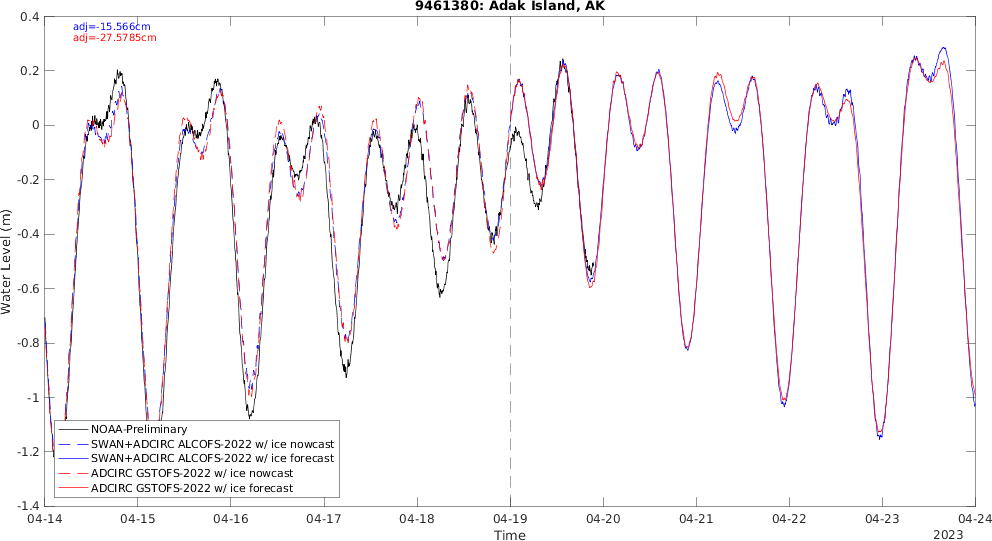 9461380: Adak Island, AK
adj=-15.566cm
adj=-27.5785cm
0.4
0.2
0
-0.2
-0.4
-0.6
-0.8
-1
-1.2
-1.4
Water Level (m)
NOAA-Preliminary
SWAN+ADCIRC ALCOFS-2022 w/ ice nowcast
SWAN+ADCIRC ALCOFS-2022 w/ ice forecast
ADCIRC GSTOFS-2022 w/ ice nowcast
ADCIRC GSTOFS-2022 w/ ice forecast
04-14 04-15 04-16 04-17 04-18 04-19 04-20 04-21 04-22 04-23 04-24
Time
2023